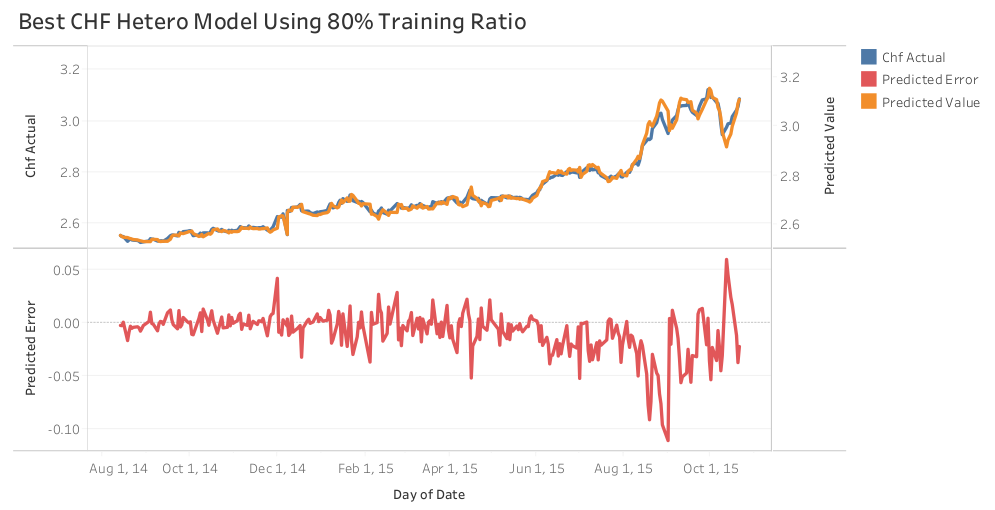 Best CHF Hetero Model Using 80% Training Ratio
Chf Actual
3.2
3.0
2.8
2.6
Predicted Value
3.2
3.0
2.8
2.6
Chf Actual
Predicted Error
Predicted Value
Predicted Error
0.05
0.00
-0.05
-0.10
Aug 1, 14 Oct 1, 14 Dec 1, 14 Feb 1, 15 Apr 1, 15 Jun 1, 15 Aug 1, 15 Oct 1, 15
Day of Date